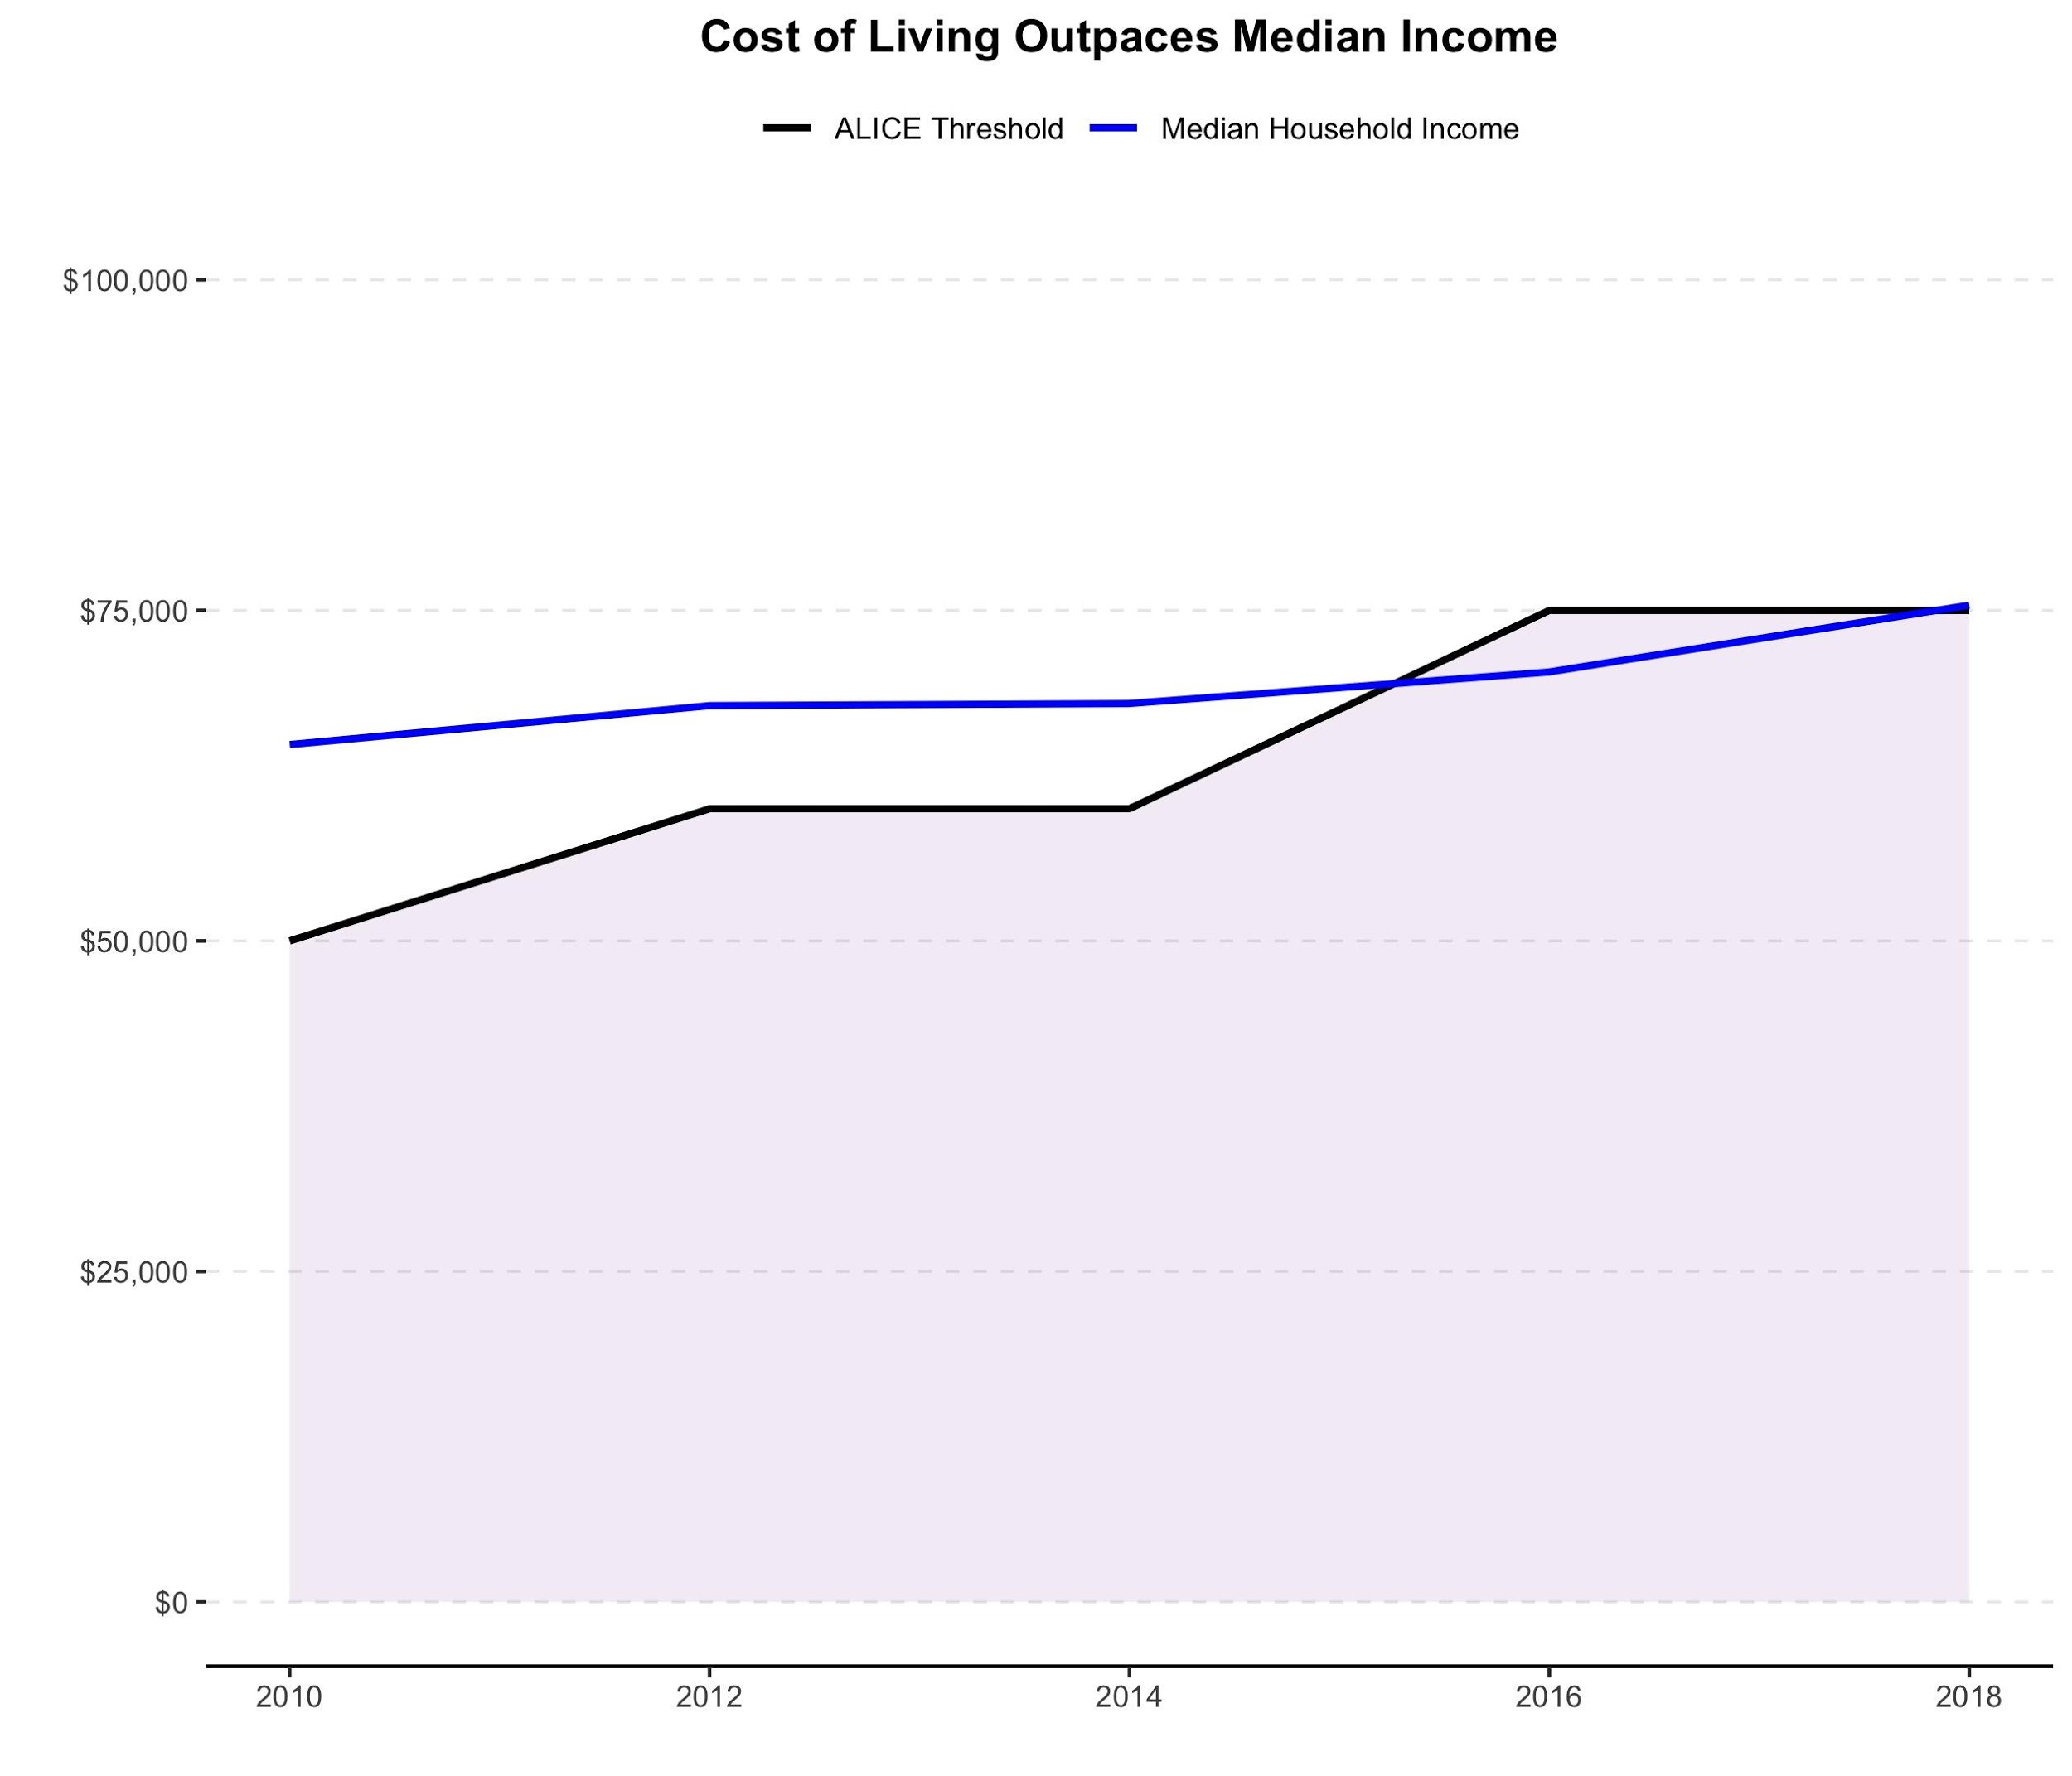 Cost of Living Outpaces Median Income
ALICE Threshold Median Household Income
$100,000
$75,000
$50,000
$25,000
$0
2010 2012 2014 2016 2018